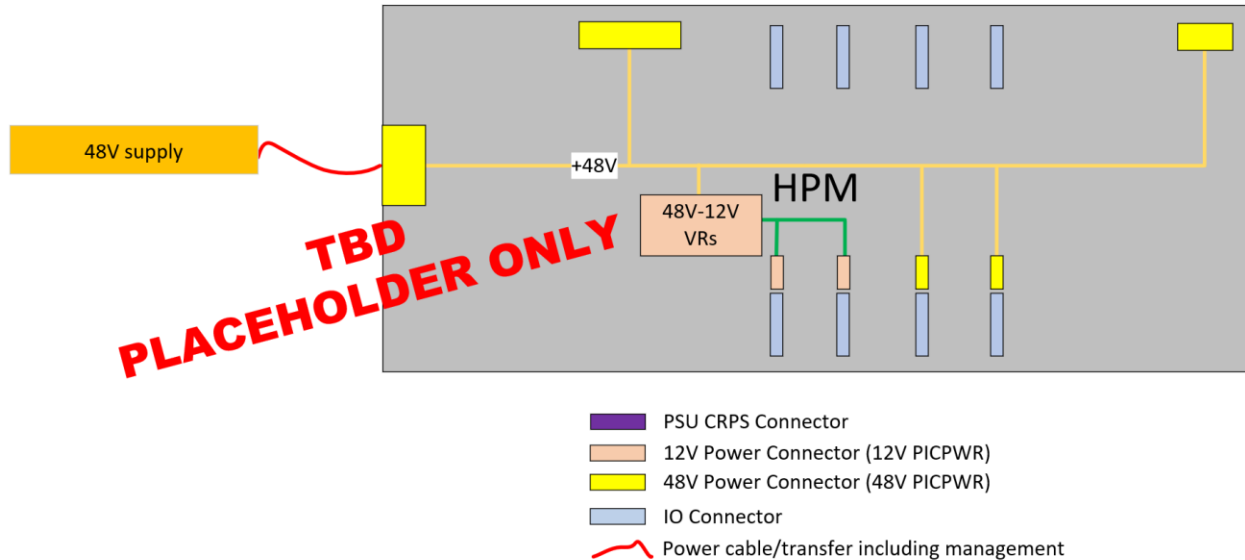 48V supply
+48V
HPM
48V-12V
VRs
TBD
PLACEHOLDER ONLY
PSU CRPS Connector
12V Power Connector (12V PICPWR)
48V Power Connector (48V PICPWR)
IO Connector
Power cable/transfer including management